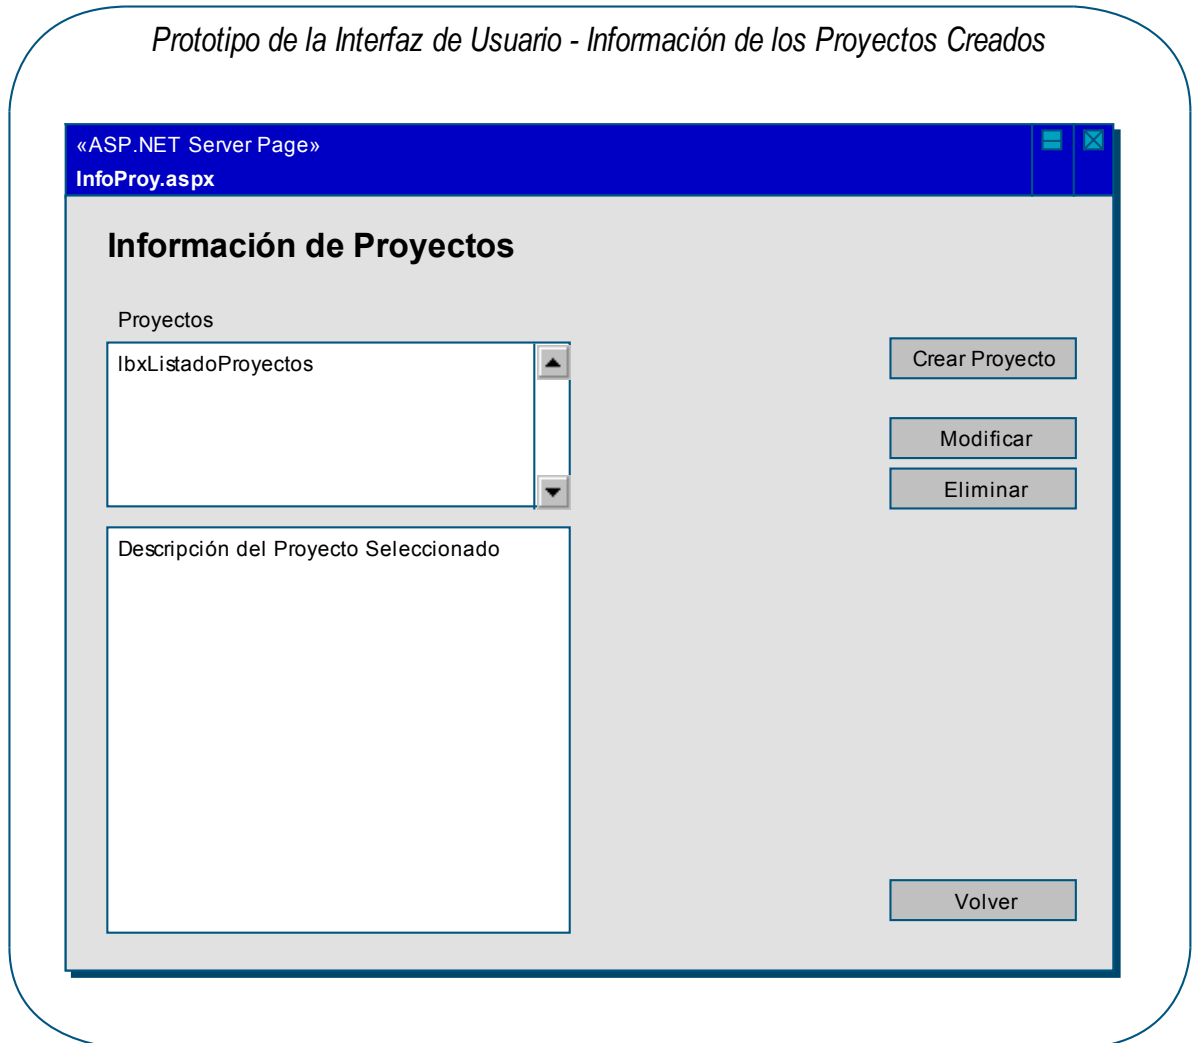 Prototipo de la Interfaz de Usuario - Información de los Proyectos Creados
«ASP.NET Server Page»
InfoProy.aspx
Información de Proyectos
Proyectos
lbxListadoProyectos
Crear Proyecto
Modificar
Eliminar
Descripción del Proyecto Seleccionado
Volver